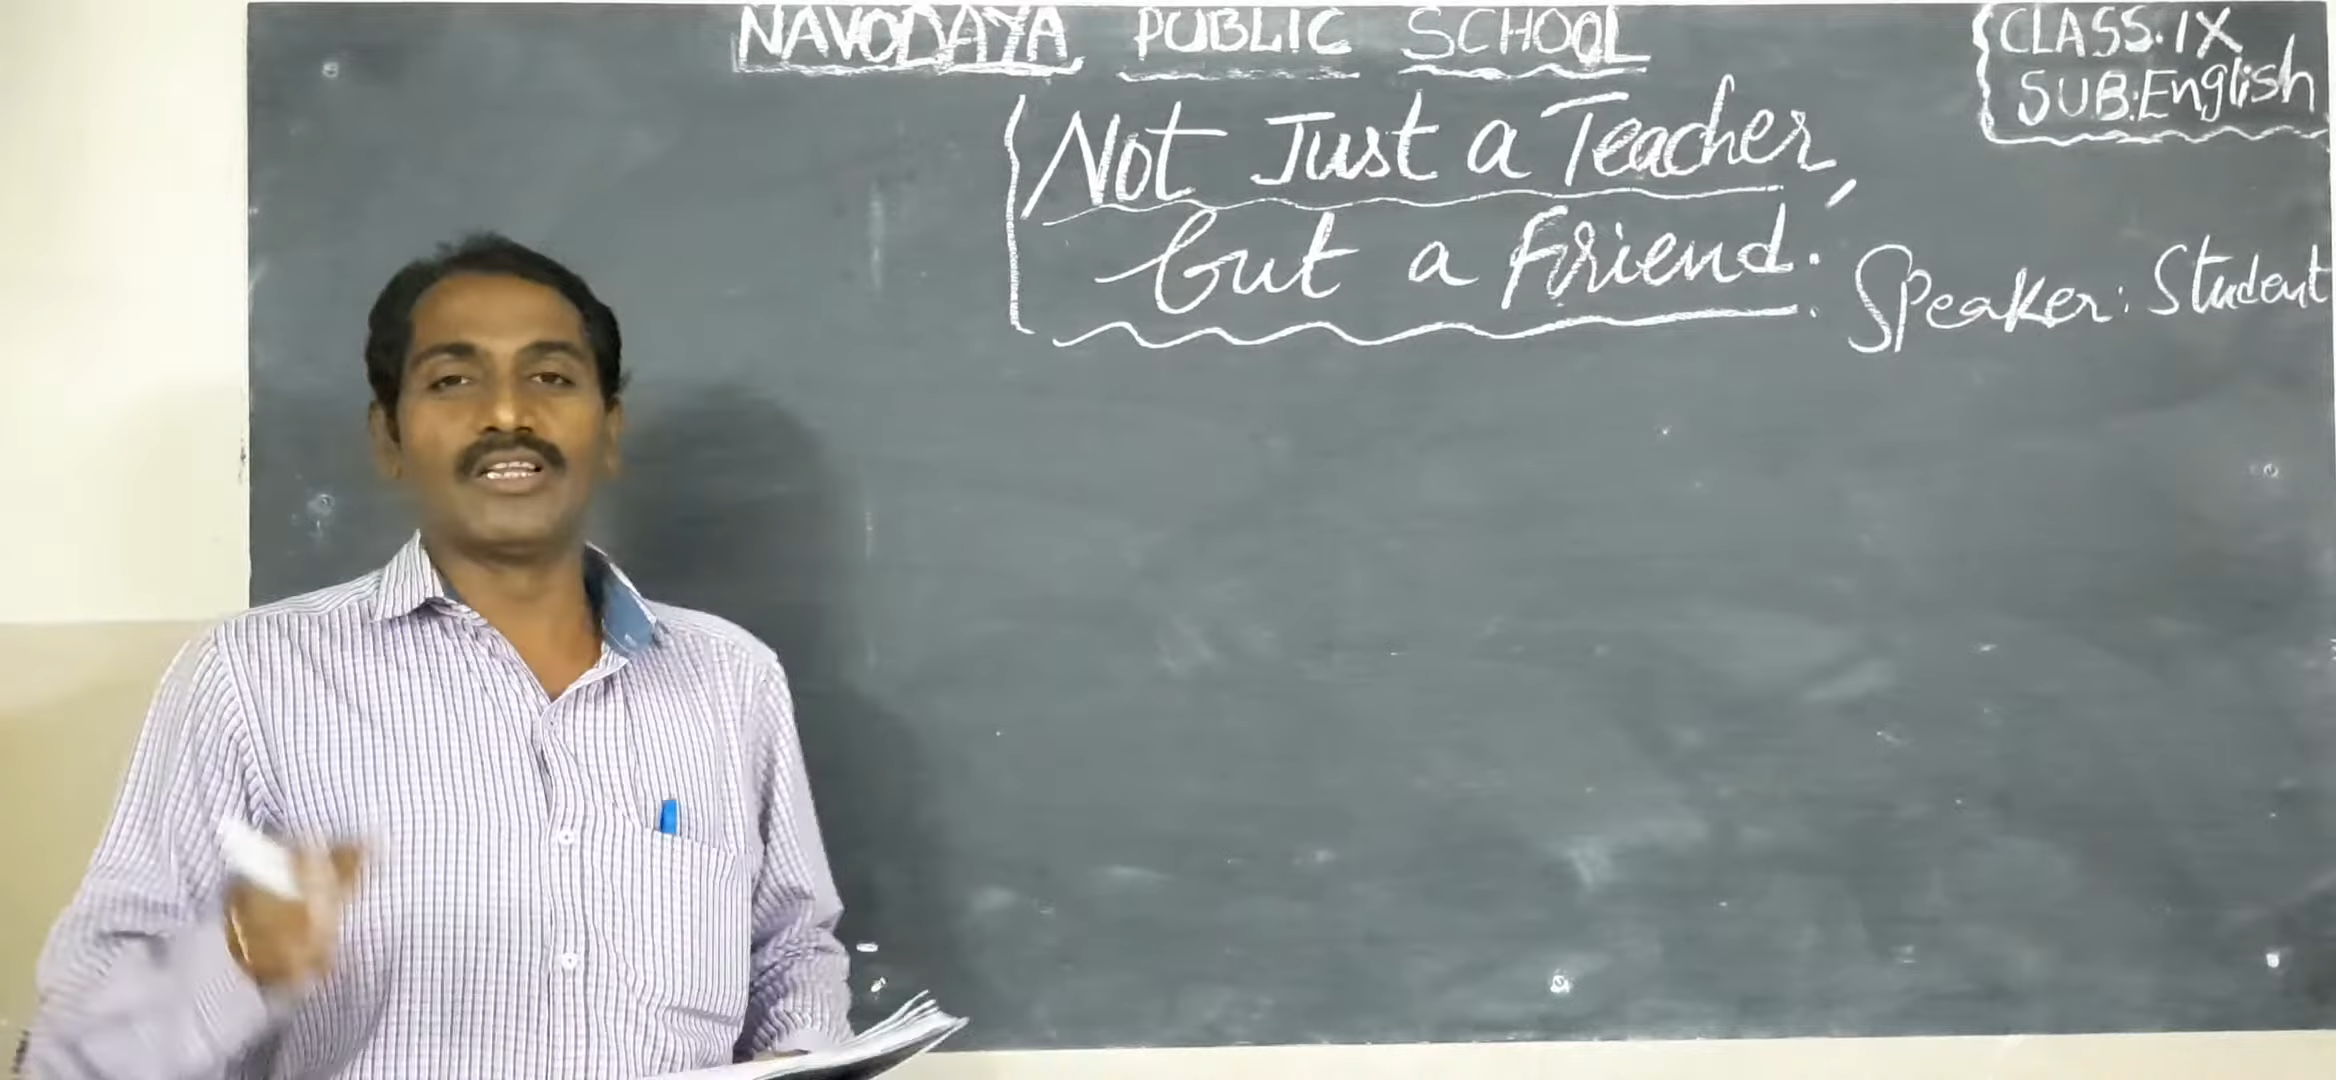 NAVODAYA PUBLIC SCHOOL
CLASS.IX
SUB:English
Not Just a Teacher,
but a Friend.
Speaker: Student